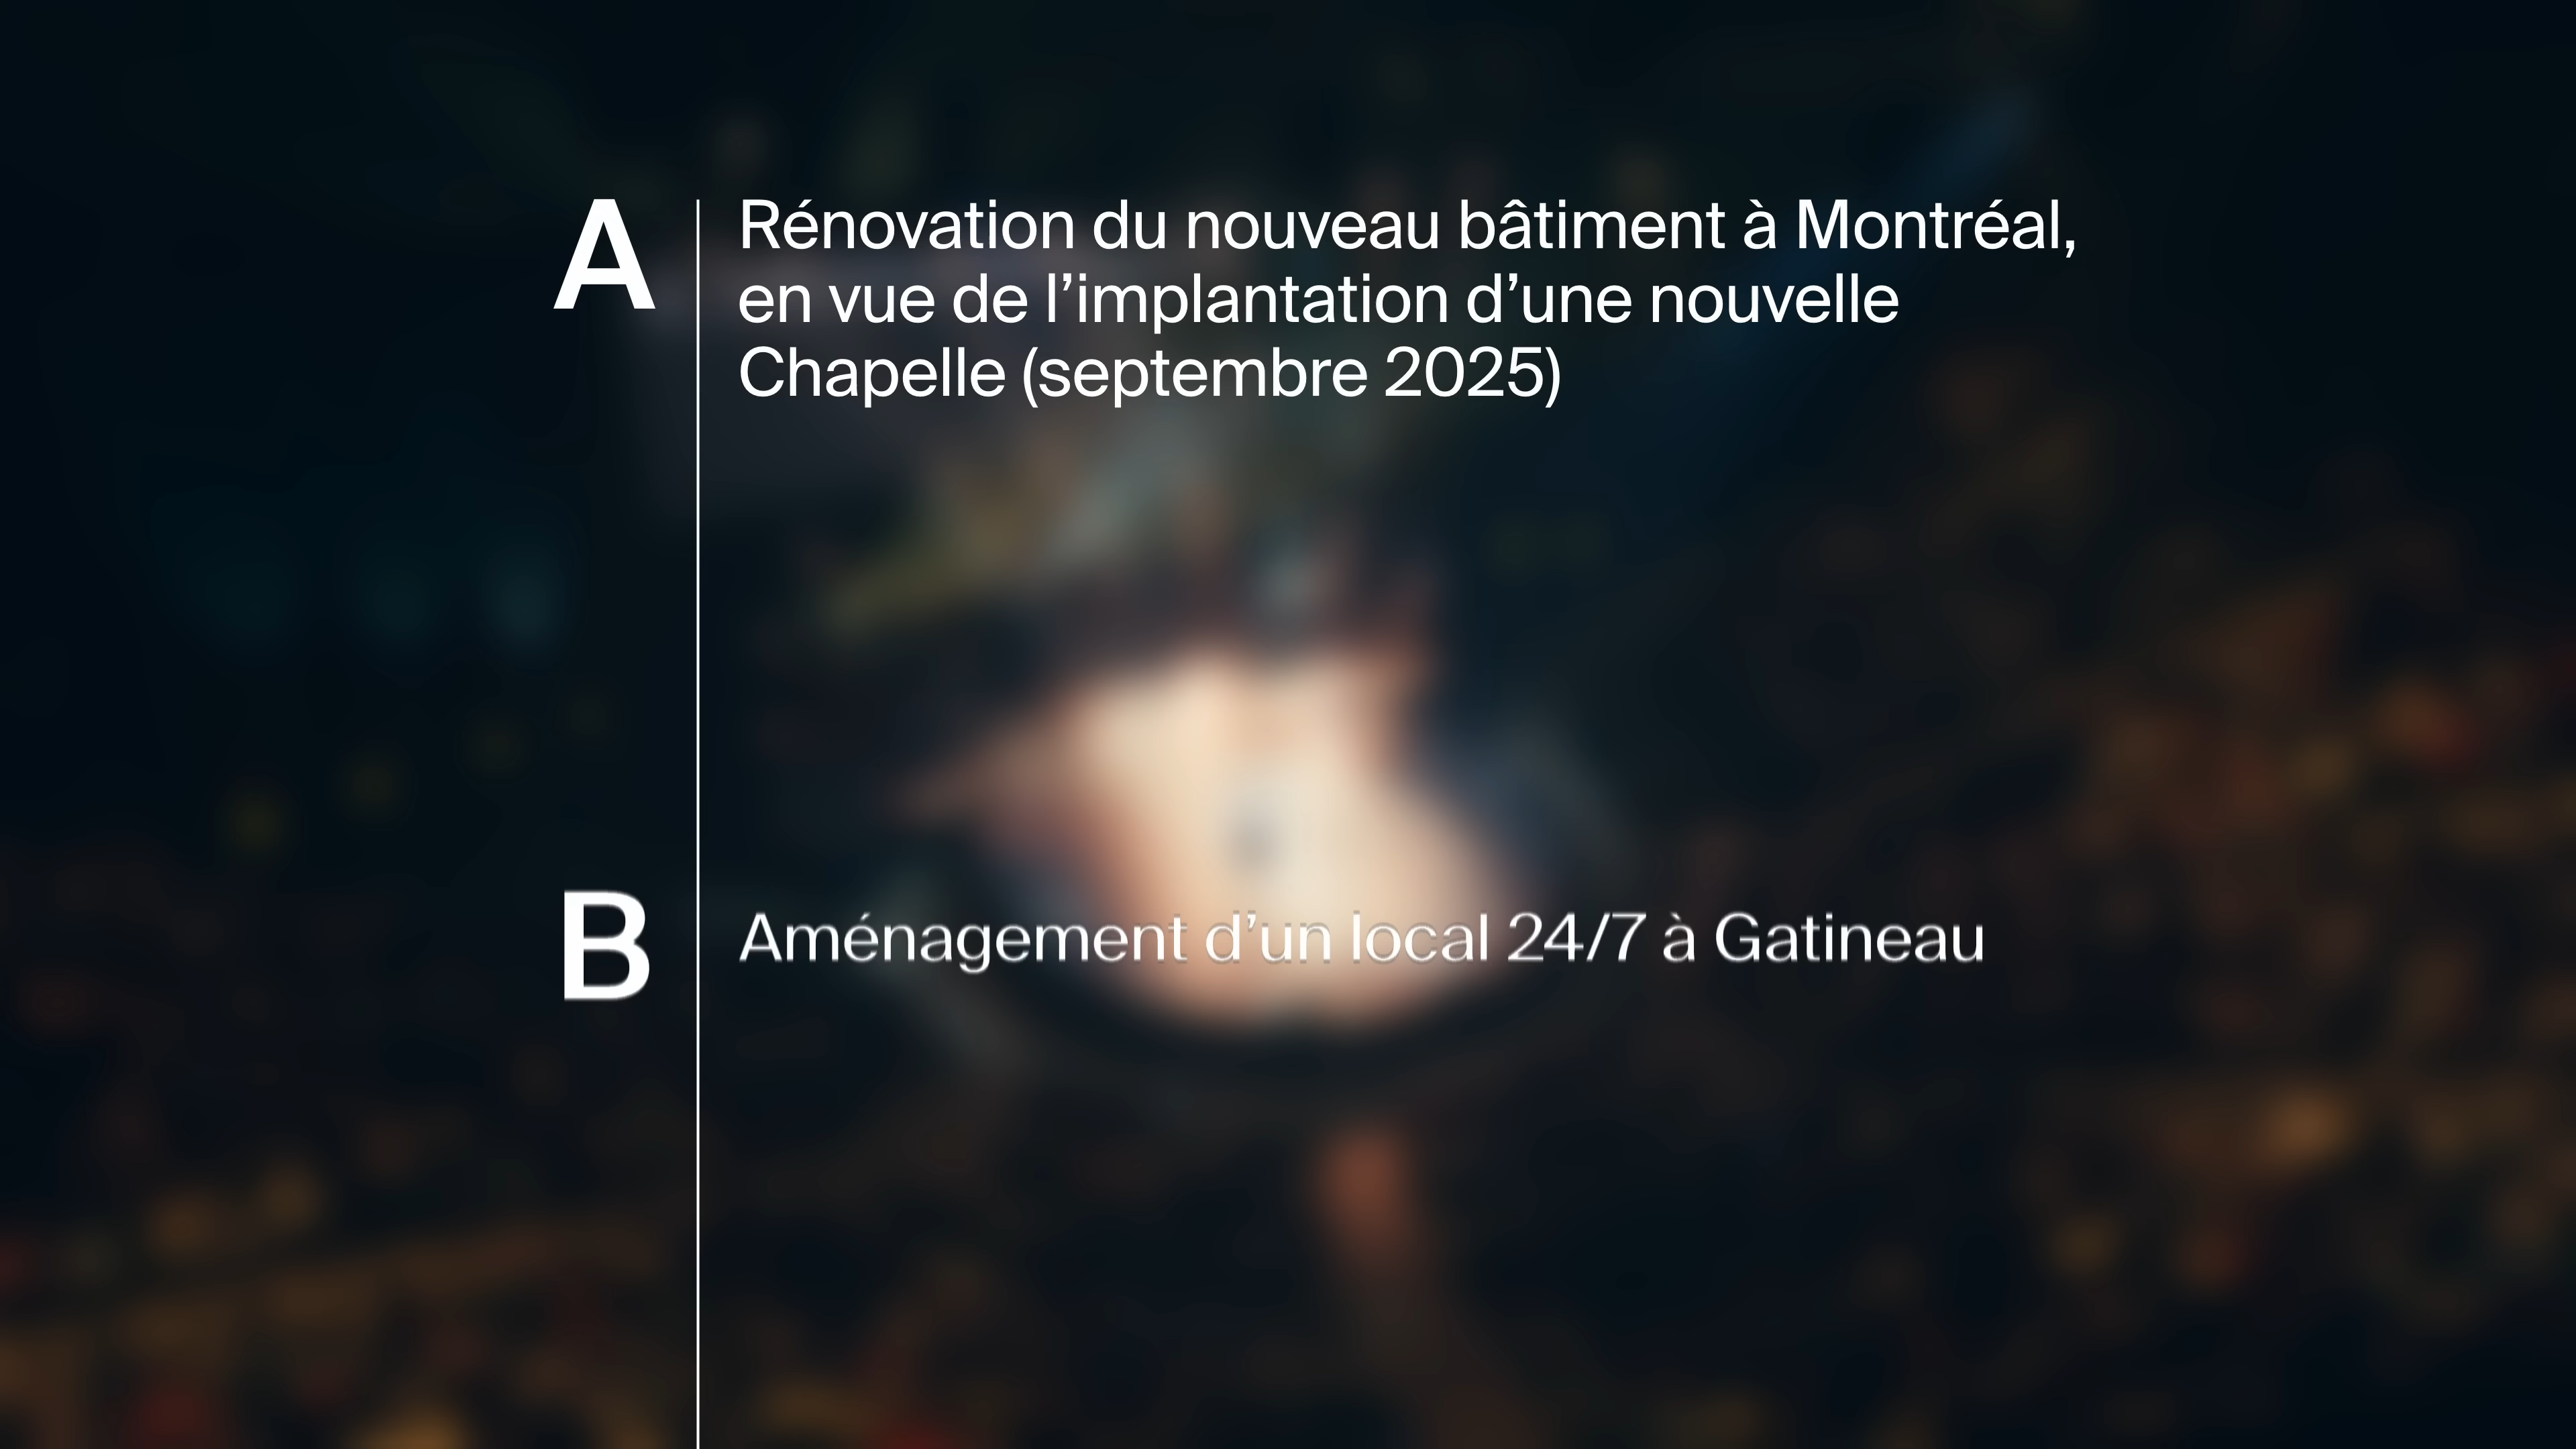 A
Rénovation du nouveau bâtiment à Montréal,
en vue de l’implantation d’une nouvelle
Chapelle (septembre 2025)
B
Aménagement d’un local 24/7 à Gatineau